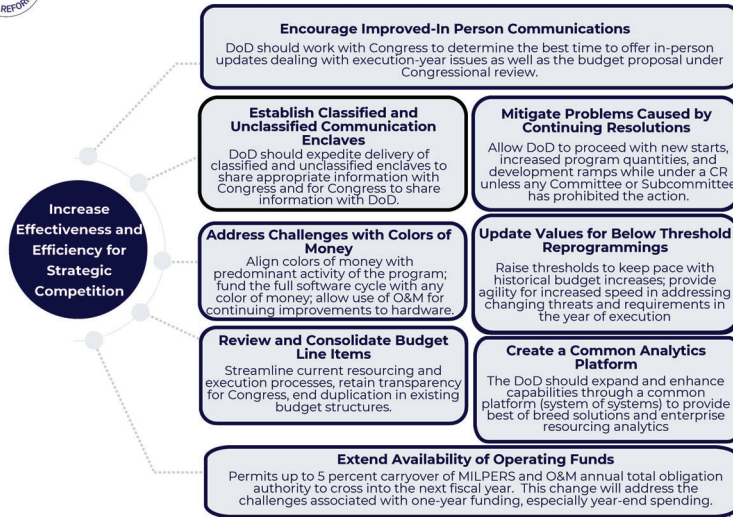 REFORM
Encourage Improved-In Person Communications
DoD should work with Congress to determine the best time to offer in-person
updates dealing with execution-year issues as well as the budget proposal under
Congressional review.
Establish Classified and
Unclassified Communication
Enclaves
DoD should expedite delivery of
classified and unclassified enclaves to
share appropriate information with
Congress and for Congress to share
information with DoD.
Mitigate Problems Caused by
Continuing Resolutions
Allow DoD to proceed with new starts,
increased program quantities, and
development ramps while under a CR
unless any Committee or Subcommittee
has prohibited the action.
Increase
Effectiveness and
Efficiency for
Strategic
Competition
Address Challenges with Colors of
Money
Align colors of money with
predominant activity of the program;
fund the full software cycle with any
color of money; allow use of O&M for
continuing improvements to hardware.
Update Values for Below Threshold
Reprogrammings
Raise thresholds to keep pace with
historical budget increases; provide
agility for increased speed in addressing
changing threats and requirements in
the year of execution
Review and Consolidate Budget
Line Items
Streamline current resourcing and
execution processes, retain transparency
for Congress, end duplication in existing
budget structures.
Create a Common Analytics
Platform
The DoD should expand and enhance
capabilities through a common
platform (system of systems) to provide
best of breed solutions and enterprise
resourcing analytics
Extend Availability of Operating Funds
Permits up to 5 percent carryover of MILPERS and O&M annual total obligation
authority to cross into the next fiscal year. This change will address the
challenges associated with one-year funding, especially year-end spending.